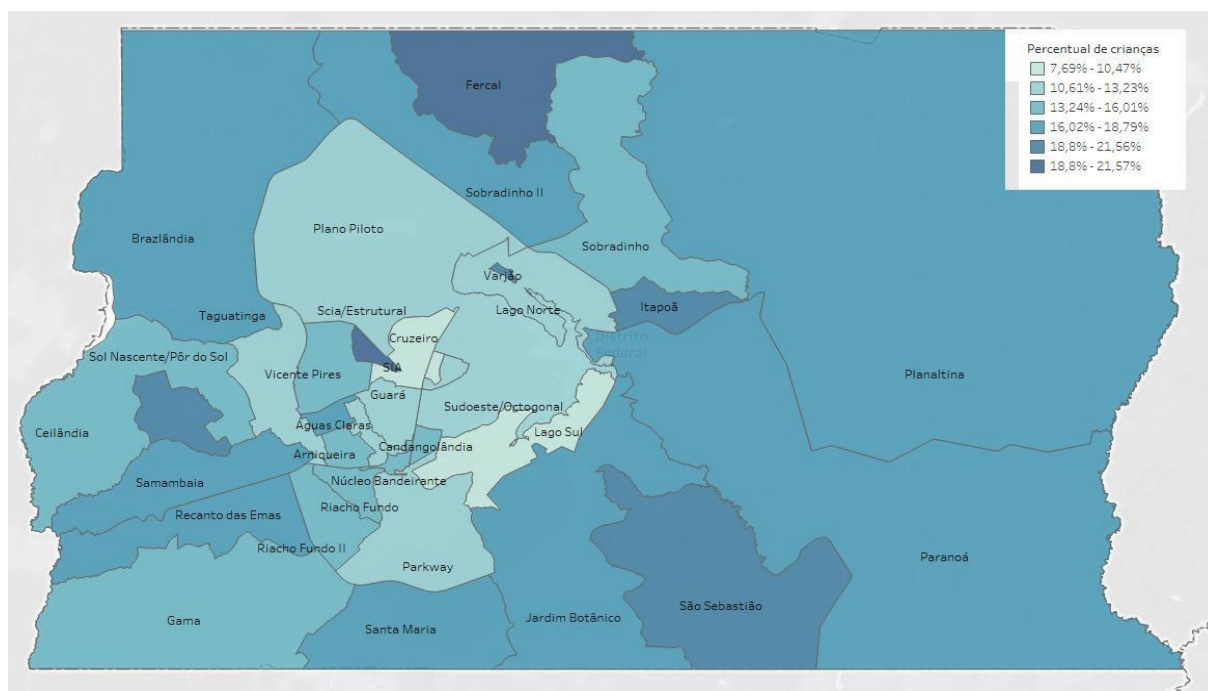 Percentual de crianças
7,69% - 10,47%
10,61% - 13,23%
13,24% - 16,01%
16,02% - 18,79%
18,8% - 21,56%
18,8% - 21,57%
Fercal
Sobradinho II
Plano Piloto
Brazlândia
Sobradinho
Varjão
Itapoã
Lago Norte
Scia/Estrutural
Taguatinga
Cruzeiro
Distrito
Federal
Sol Nascente/Pôr do Sol
SIA
Vicente Pires
Planaltina
Guará
Sudoeste/Octogonal
Águas Claras
Lago Sul
Ceilândia
Candangolândia
Arniqueira
Samambaia
Núcleo Bandeirante
Riacho Fundo
Recanto das Emas
Riacho Fundo II
Paranoá
Parkway
São Sebastião
Gama
Jardim Botânico
Santa Maria